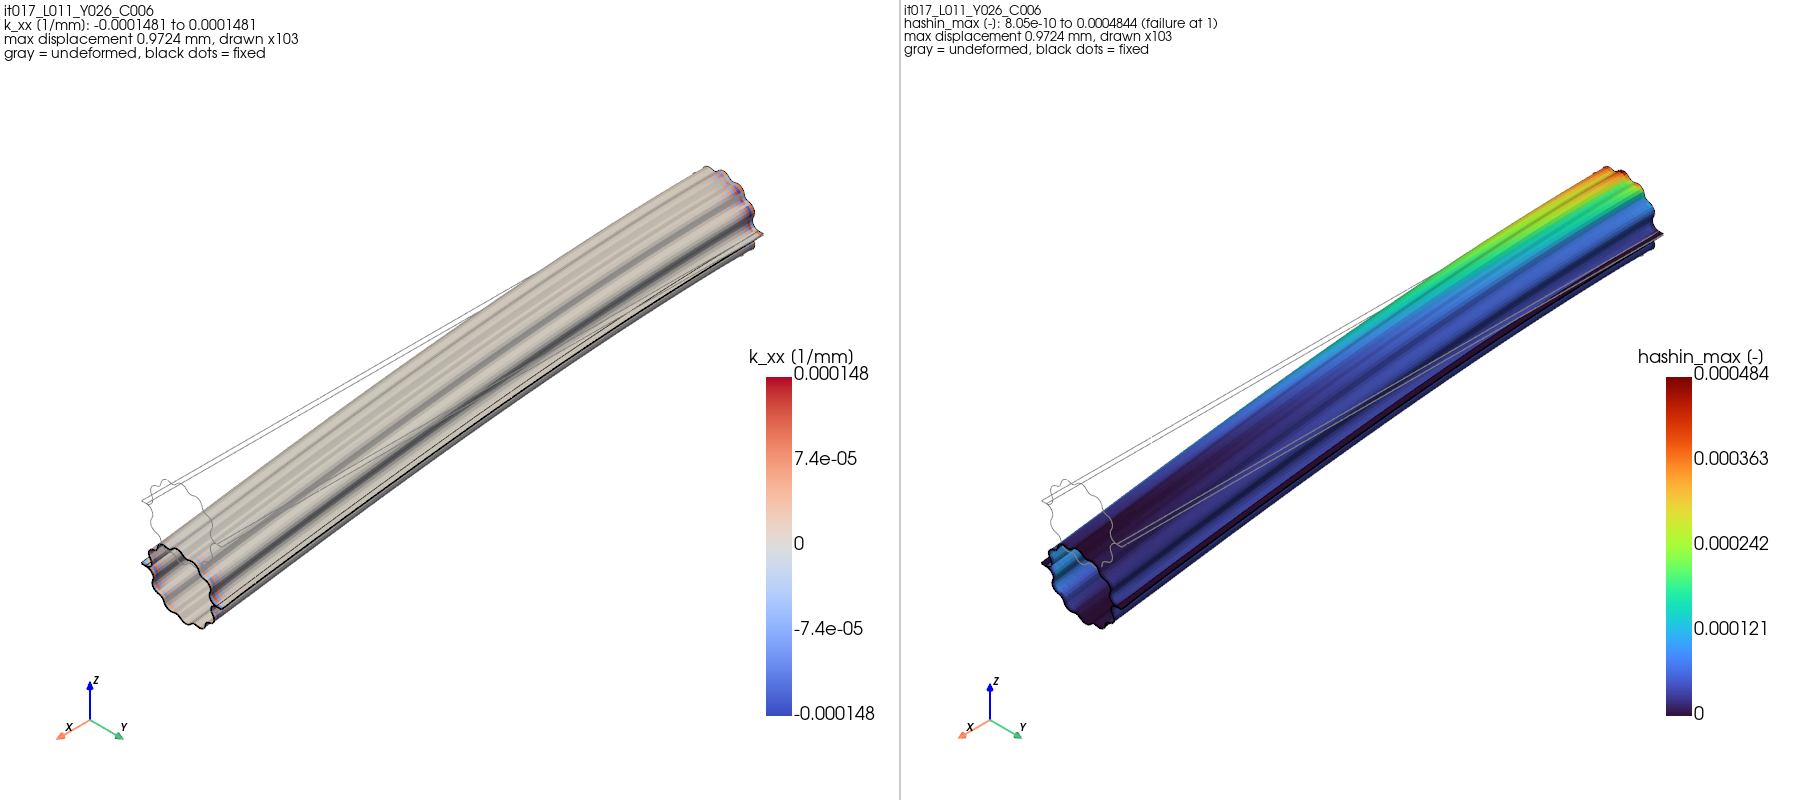 it017_L011_Y026_C006
k_xx [1/mm]: -0.0001481 to 0.0001481
max displacement 0.9724 mm, drawn x103
gray = undeformed, black dots = fixed
k_xx [1/mm]
0.000148
7.4e-05
0
-7.4e-05
-0.000148
Z
X
Y
it017_L011_Y026_C006
hashin_max [-]: 8.05e-10 to 0.0004844 (failure at 1)
max displacement 0.9724 mm, drawn x103
gray = undeformed, black dots = fixed
hashin_max [-]
0.000484
0.000363
0.000242
0.000121
0
Z
X
Y